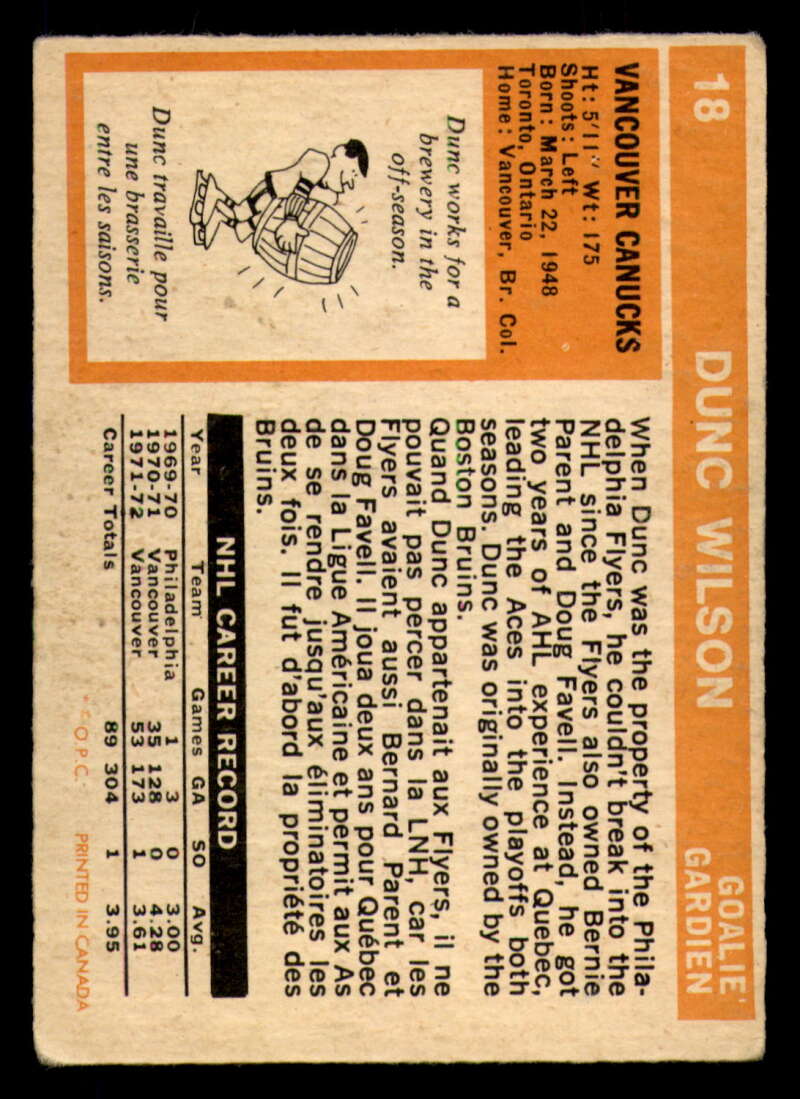 18
DUNC WILSON
GOALIE
GARDIEN
VANCOUVER CANUCKS
Ht: 5'11" Wt: 175
Shoots: Left
Born: March 22, 1948
Toronto, Ontario
Home: Vancouver, Br. Col.
Dunc works for a
brewery in the
off-season.
Dunc travaille pour
une brasserie
entre les saisons.
When Dunc was the property of the Phila-
delphia Flyers, he couldn't break into the
NHL since the Flyers also owned Bernie
Parent and Doug Favell. Instead, he got
two years of AHL experience at Quebec,
leading the Aces into the playoffs both
seasons. Dunc was originally owned by the
Boston Bruins.
Quand Dunc appartenait aux Flyers, il ne
pouvait pas percer dans la LNH, car les
Flyers avaient aussi Bernard Parent et
Doug Favell. Il joua deux ans pour Québec
dans la Ligue Américaine et permit aux As
de se rendre jusqu'aux éliminatoires les
deux fois. Il fut d'abord la propriété des
Bruins.
NHL CAREER RECORD
Year Team Games GA SO Avg.
1969-70 Philadelphia 1 3 0 3.00
1970-71 Vancouver 35 128 0 4.28
1971-72 Vancouver 53 173 1 3.61
Career Totals 89 304 1 3.95
**©O.P.C. PRINTED IN CANADA